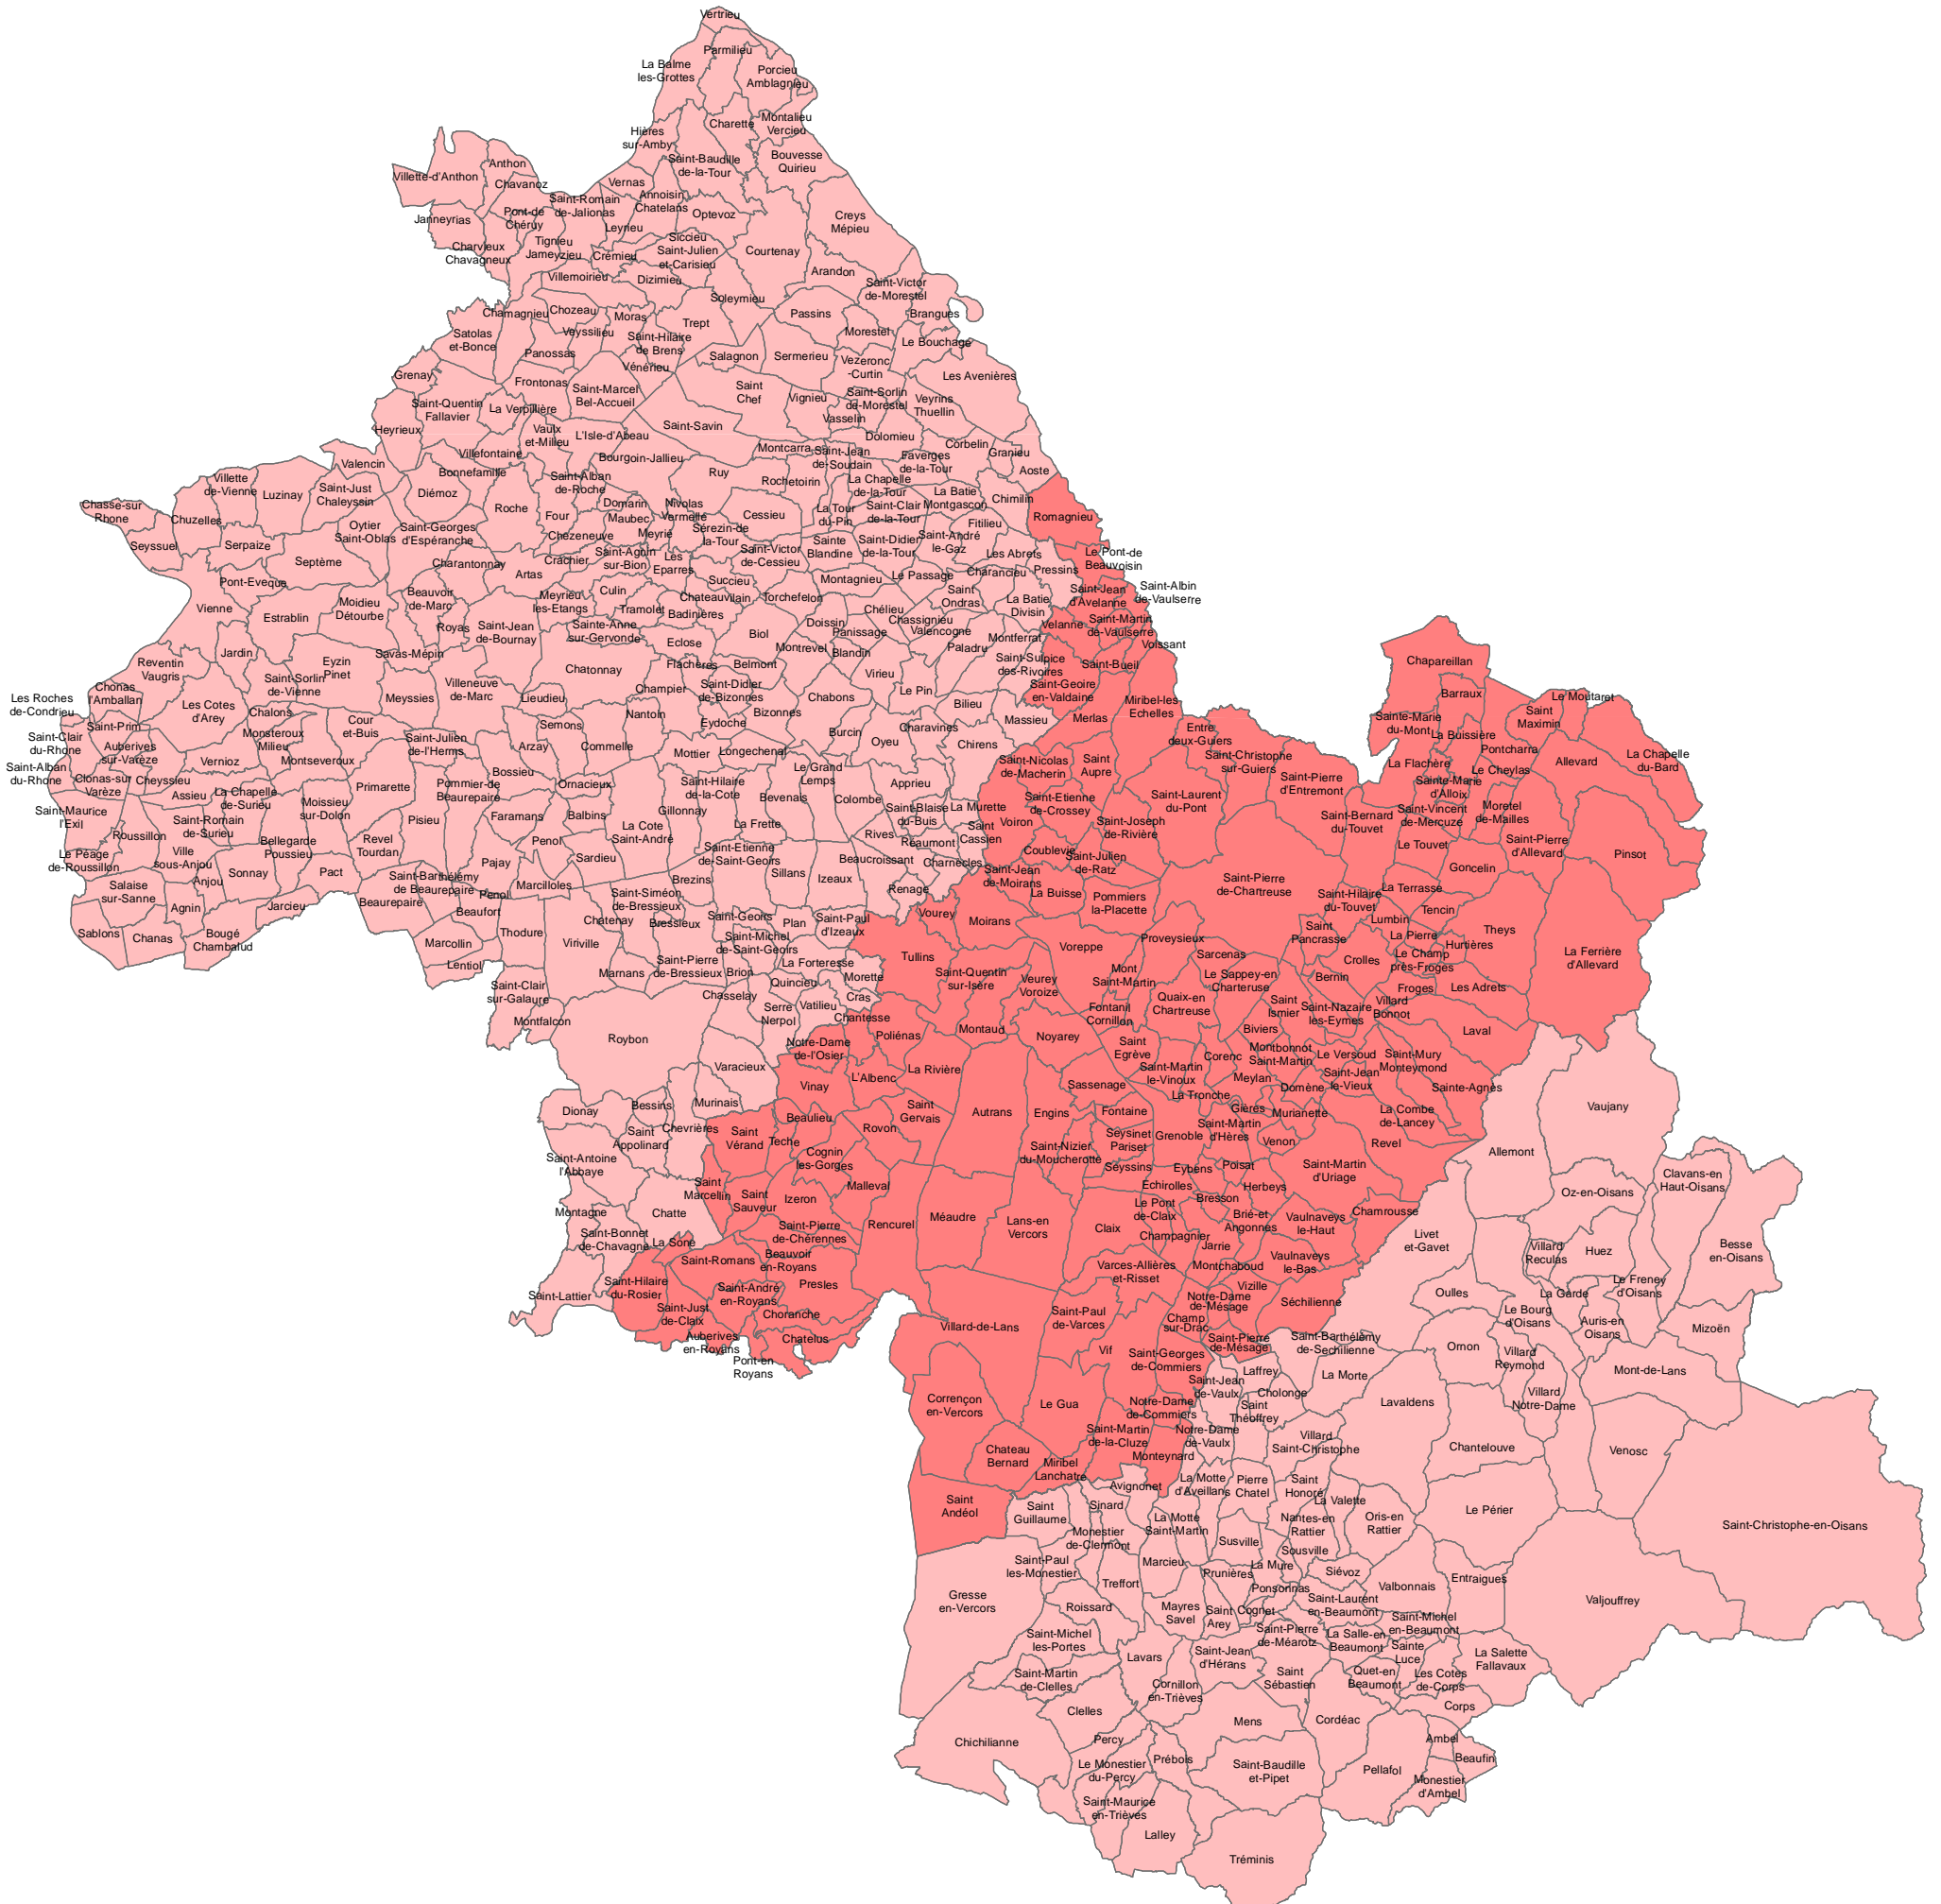 Vertrieu
Parmilieu
La Balme
les-Grottes
Porcieu
Amblagnieu
Charette
Montalieu
Vercieu
Hières
sur-Amby
Saint-Baudille
de-la-Tour
Bouvesse
Quirieu
Anthon
Villette-d'Anthon
Chavanoz
Vernas
Annoisin
Chatelans
Saint-Romain
de-Jalionas
Optevoz
Creys
Mépieu
Janneyrias
Pont-de
Chéruy
Leyrieu
Charvieux
Chavagneux
Tignieu
Jameyzieu
Crémieu
Siccieu
Saint-Julien
et-Carisieu
Courtenay
Arandon
Villemoirieu
Dizimieu
Saint-Victor
de-Morestel
Soleymieu
Chamagnieu
Chozeau
Moras
Trept
Passins
Brangues
Satolas
et-Bonce
Veyssilieu
Saint-Hilaire
de Brens
Morestel
Le Bouchage
Panossas
Vénérieu
Salagnon
Sermerieu
Vezeronc
-Curtin
Les Avenières
Grenay
Frontonas
Saint-Marcel
Bel-Accueil
Saint
Chef
Vignieu
Saint-Sorlin
de-Morestel
Veyrins
Thuellin
Saint-Quentin
Fallavier
La Verpillière
Vasselin
Heyrieux
Vaulx
et-Milieu
L'Isle-d'Abeau
Saint-Savin
Dolomieu
Corbelin
Villefontaine
Bourgoin-Jallieu
Montcarra
Saint-Jean
de-Soudain
Faverges
de-la-Tour
Granieu
Aoste
Valencin
Bonnefamille
Ruy
Rochetoirin
La Chapelle
de-la-Tour
Villette
de-Vienne
Luzinay
Saint-Just
Chaleyssin
Diémoz
Saint-Alban
de-Roche
La Batie
Montgascon
Chimilin
Chasse-sur
Rhone
Chuzelles
Roche
Four
Domarin
Maubec
Nivolas
Vermelle
Cessieu
La Tour
du-Pin
Saint-Clair
de-la-Tour
Fitilieu
Romagnieu
Seyssuel
Serpaize
Oytier
Saint-Oblas
Saint-Georges
d'Espéranche
Chezeneuve
Meyrié
Sérezin-de
la-Tour
Sainte
Blandine
Saint-Didier
de-la-Tour
Saint-André
le-Gaz
Les Abrets
Le Pont-de
Beauvoisin
Septème
Charantonnay
Artas
Crachier
Saint-Agnin
sur-Bion
Les
Eparres
Saint-Victor
de-Cessieu
Pont-Eveque
Succieu
Montagnieu
Le Passage
Charancieu
Pressins
Vienne
Estrablin
Moidieu
Détourbe
Beauvoir
de-Marc
Meyrieu
les-Etangs
Culin
Tramolet
Chateauvilain
Badinières
Torchefelon
Saint
Ondras
La Batie
Divisin
Saint-Jean
d'Avelanne
Saint-Albin
de-Vaulserre
Royas
Saint-Jean
de-Bournay
Sainte-Anne
sur-Gervonde
Biol
Doissin
Chélieu
Chassignieu
Panissage
Valencogne
Velanne
Saint-Martin
de-Vaulserre
Jardin
Savas-Mépin
Eclose
Montrevel
Blandin
Paladru
Montferrat
Voissant
Reventin
Vaugris
Eyzin
Pinet
Chatonnay
Flachères
Belmont
Virieu
Saint-Sulpice
des-Rivoires
Saint-Bueil
Chapareillan
Chonas
l'Amballan
Saint-Sorlin
de-Vienne
Meyssies
Villeneuve
de-Marc
Lieudieu
Champier
Saint-Didier
de-Bizonnes
Chabons
Le Pin
Saint-Geoire
en-Valdaine
Miribel-les
Echelles
Barraux
Le Moutaret
Les Roches
de-Condrieu
Les Cotes
d'Arey
Chalons
Nantoin
Bizonnes
Bilieu
Merlas
Saint
Maximin
Saint-Prim
Cour
et-Buis
Semons
Eydoche
Burcin
Charavines
Massieu
Entre
deux-Guiers
Sainte-Marie
du-Mont
La Buissière
Saint-Clair
du-Rhone
Auberives
sur-Varèze
Monsteroux
Milieu
Saint-Julien
de-l'Herms
Arzay
Commelle
Mottier
Longechenal
Oyeu
Chirens
Saint-Christophe
sur-Guiers
Pontcharra
La Chapelle
du-Bard
Saint-Alban
du-Rhone
Clonas-sur
Varèze
Cheyssieu
Vernioz
Montseveroux
Bossieu
Le Grand
Lemps
Saint-Nicolas
de-Macherin
Saint
Aupre
La Flachère
Le Cheylas
Allevard
Assieu
La Chapelle
de-Surieu
Primarette
Pommier-de
Beaurepaire
Ornacieux
Saint-Hilaire
de-la-Cote
Apprieu
Saint-Pierre
d'Entremont
Sainte-Marie
d'Alloix
Saint-Maurice
l'Exil
Moissieu
sur-Dolon
Gillonnay
Bevenais
Colombe
Saint-Blaise
du-Buis
La Murette
Saint-Etienne
de-Crossey
Saint-Laurent
du-Pont
Saint-Vincent
de-Mercuze
Moretel
de-Mailles
Roussillon
Saint-Romain
de-Surieu
Pisieu
Faramans
Balbins
La Cote
Saint-André
La Frette
Rives
Saint
Cassien
Voiron
Saint-Joseph
de-Rivière
Saint-Bernard
du-Touvet
Bellegarde
Poussieu
Revel
Tourdan
Penol
Réaumont
Le Touvet
Saint-Pierre
d'Allevard
Pinsot
Le Péage
de-Roussillon
Ville
sous-Anjou
Pajay
Sardieu
Saint-Etienne
de-Saint-Geoirs
Beaucroissant
Charnècles
Coublevie
Saint-Julien
de-Ratz
Goncelin
Salaise
sur-Sanne
Anjou
Sonnay
Pact
Saint-Barthélémy
de Beaurepaire
Marcilloles
Brezins
Sillans
Izeaux
Renage
Saint-Jean
de-Moirans
La Buisse
Pommiers
la-Placette
Saint-Pierre
de-Chartreuse
Saint-Hilaire
du-Touvet
La Terrasse
Agnin
Jarcieu
Beaurepaire
Penol
Beaufort
Saint-Siméon
de-Bressieux
Tencin
Sablons
Chanas
Bougé
Chambalud
Thodure
Chatenay
Bressieux
Saint-Geoirs
Plan
Saint-Paul
d'Izeaux
Vourey
Moirans
Lumbin
Marcollin
Viriville
Saint-Michel
de-Saint-Geoirs
Voreppe
Proveysieux
Saint
Pancrasse
La Pierre
Hurtières
Theys
Lentiol
Marnans
Saint-Pierre
de-Bressieux
Brion
La Forteresse
Tullins
Sarcenas
Crolles
Le Champ
près-Froges
La Ferrière
d'Allevard
Saint-Clair
sur-Galaure
Chasselay
Quincieu
Morette
Saint-Quentin
sur-Isère
Veurey
Voroize
Mont
Saint-Martin
Le Sappey-en
Charteruse
Bernin
Froges
Les Adrets
Montfalcon
Serre
Nerpol
Vatilieu
Cras
Fontanil
Cornillon
Quaix-en
Chartreuse
Saint
Ismier
Saint-Nazaire
les-Eymes
Villard
Bonnot
Roybon
Chantesse
Poliénas
Montaud
Noyarey
Biviers
Laval
Notre-Dame
de-l'Osier
Saint
Egrève
Corenc
Montbonnot
Saint-Martin
Le Versoud
Saint-Mury
Monteymond
Varacieux
Vinay
L'Albenc
La Rivière
Sassenage
Saint-Martin
le-Vinoux
Meylan
Domène
Saint-Jean
le-Vieux
Sainte-Agnès
Dionay
Bessins
Murinais
Beaulieu
Saint
Gervais
Autrans
Engins
Fontaine
La Tronche
Gières
Murianette
La Combe
de-Lancey
Vaujany
Saint
Appolinard
Chevrières
Saint
Vérand
Teche
Rovon
Seysinet
Pariset
Grenoble
Saint-Martin
d'Hères
Venon
Revel
Saint-Antoine
l'Abbaye
Cognin
les-Gorges
Saint-Nizier
du-Moucherotte
Seyssins
Eybens
Poisat
Saint-Martin
d'Uriage
Allemont
Clavans-en
Haut-Oisans
Saint
Marcellin
Saint
Sauveur
Izeron
Malleval
Echirolles
Bresson
Herbeys
Oz-en-Oisans
Montagne
Chatte
Saint-Pierre
de-Chérennes
Rencurel
Méaudre
Lans-en
Vercors
Claix
Le Pont
de-Claix
Brié-et
Angonnes
Vaulnaveys
le-Haut
Chamrousse
Saint-Bonnet
de-Chavagne
La Sone
Beauvoir
en-Royans
Champagnier
Jarrie
Livet
et-Gavet
Villard
Reculas
Huez
Besse
en-Oisans
Saint-Romans
Varces-Allières
et-Risset
Montchaboud
Vaulnaveys
le-Bas
Saint-Hilaire
du-Rosier
Saint-André
en-Royans
Presles
Vizille
Oulles
La Garde
Le Freney
d'Oisans
Saint-Lattier
Saint-Just
de-Claix
Choranche
Saint-Paul
de-Varces
Notre-Dame
de-Mésage
Séchilienne
Le Bourg
d'Oisans
Auris-en
Oisans
Mizoën
Auberives
en-Royans
Chatelus
Villard-de-Lans
Champ
sur-Drac
Saint-Pierre
de-Mésage
Saint-Barthélémy
de-Sechilienne
Ornon
Villard
Reymond
Pont-en
Royans
Vif
Saint-Georges
de-Commiers
Laffrey
La Morte
Mont-de-Lans
Corrençon
en-Vercors
Le Gua
Saint-Jean
de-Vaulx
Cholonge
Saint
Théoffrey
Lavaldens
Villard
Notre-Dame
Notre-Dame
de-Commiers
Chateau
Bernard
Saint-Martin
de-la-Cluze
Notre-Dame
de-Vaulx
Villard
Saint-Christophe
Chantelouve
Venosc
Miribel
Lanchatre
Monteynard
Saint
Andéol
Avignonet
La Motte
d'Aveillans
Pierre
Chatel
Saint
Honoré
La Valette
Le Périer
Saint-Christophe-en-Oisans
Saint
Guillaume
Sinard
La Motte
Saint-Martin
Nantes-en
Rattier
Oris-en
Rattier
Monestier
de-Clermont
Susville
Sousville
Saint-Paul
les-Monestier
Marcieu
La Mure
Siévoz
Entraigues
Treffort
Prunières
Ponsonnas
Valbonnais
Gresse
en-Vercors
Roissard
Mayres
Savel
Saint
Arey
Cognet
Saint-Laurent
en-Beaumont
Valjouffrey
Saint-Michel
en-Beaumont
Saint-Michel
les-Portes
Saint-Pierre
de-Méarotz
La Salle-en
Beaumont
Sainte
Luce
La Salette
Fallavaux
Saint-Martin
de-Clelles
Lavars
Saint-Jean
d'Hérans
Saint
Sébastien
Quet-en
Beaumont
Les Cotes
de-Corps
Cornillon
en-Trièves
Clelles
Mens
Cordéac
Corps
Chichilianne
Percy
Ambel
Le Monestier
du-Percy
Prébois
Saint-Baudille
et-Pipet
Pellafol
Beaufin
Monestier
d'Ambel
Saint-Maurice
en-Trièves
Lalley
Tréminis